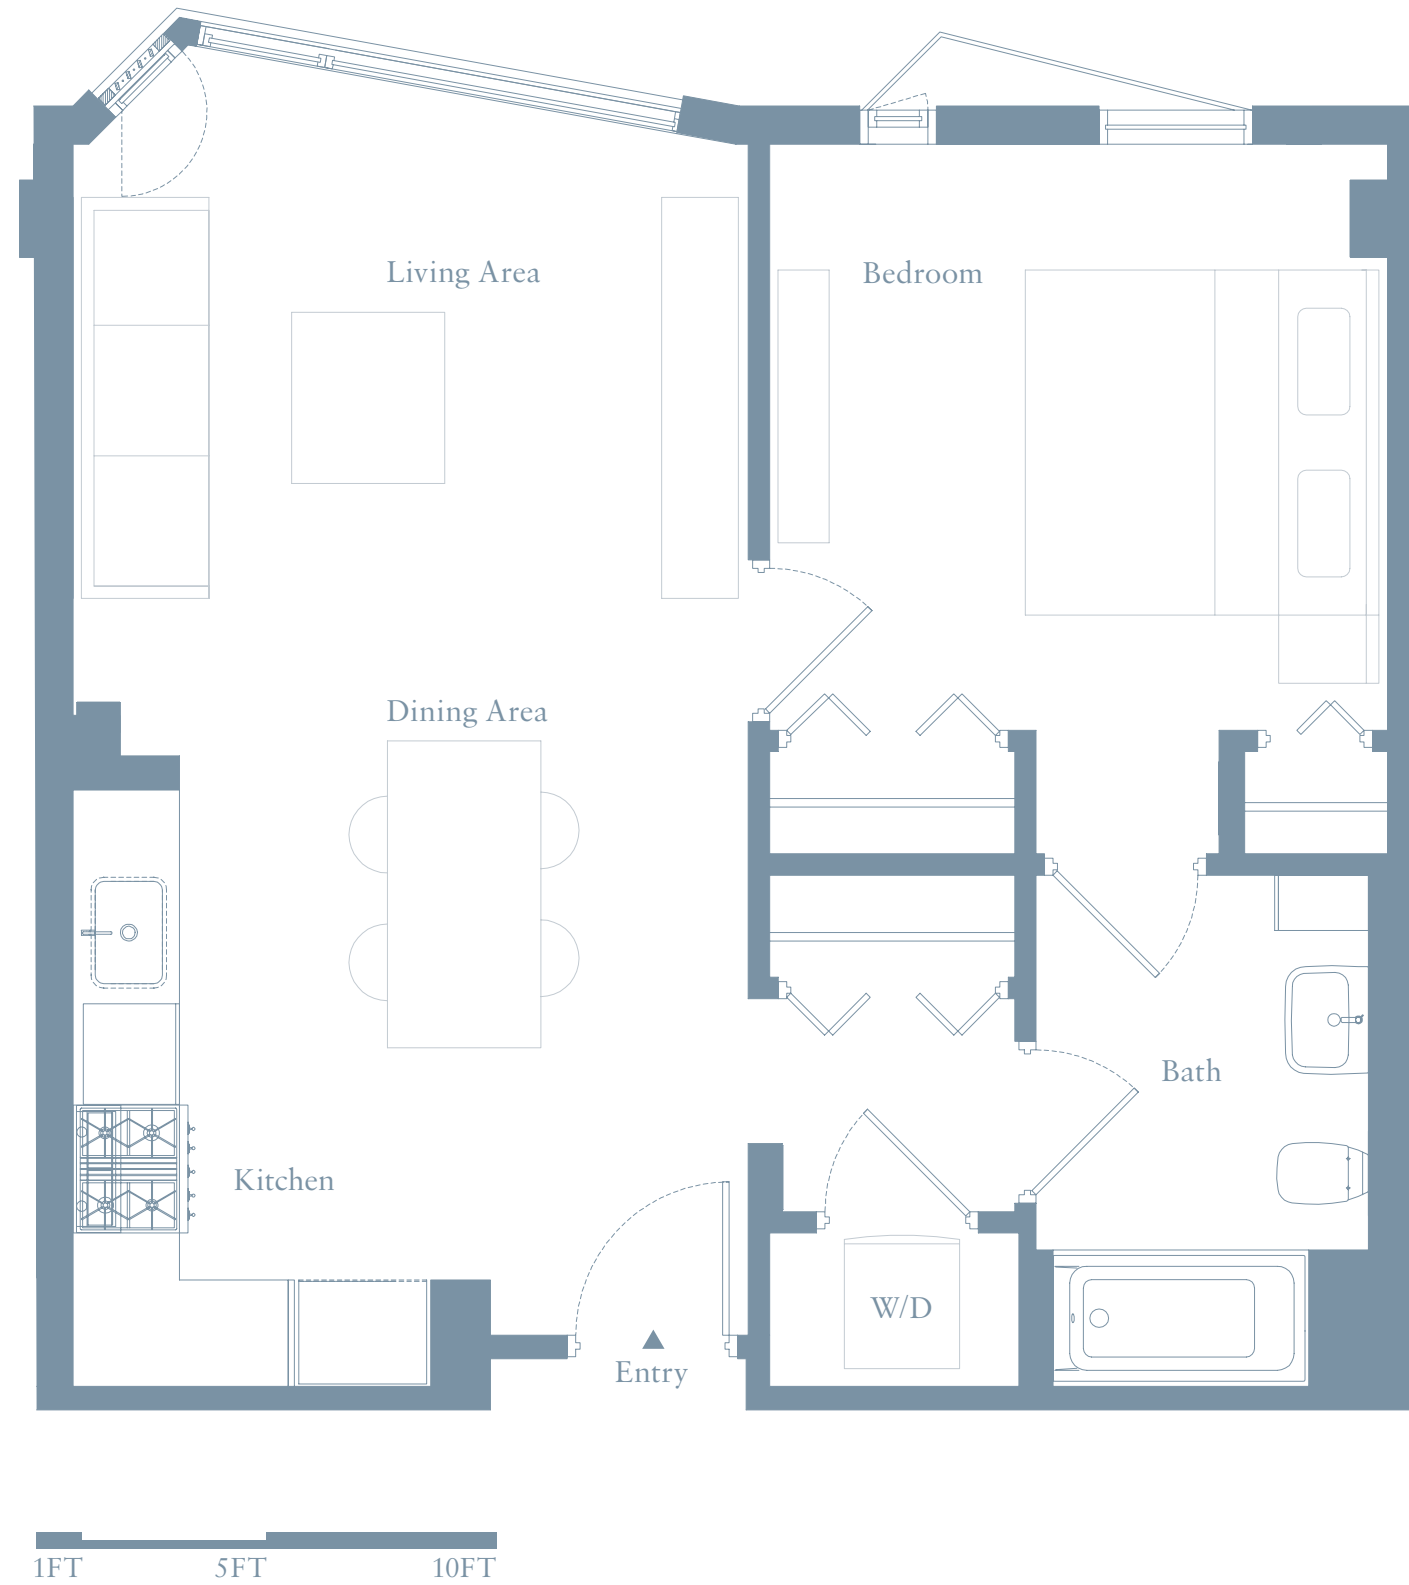 Living Area
Bedroom
Dining Area
Bath
Kitchen
W/D
Entry
1FT 5FT 10FT